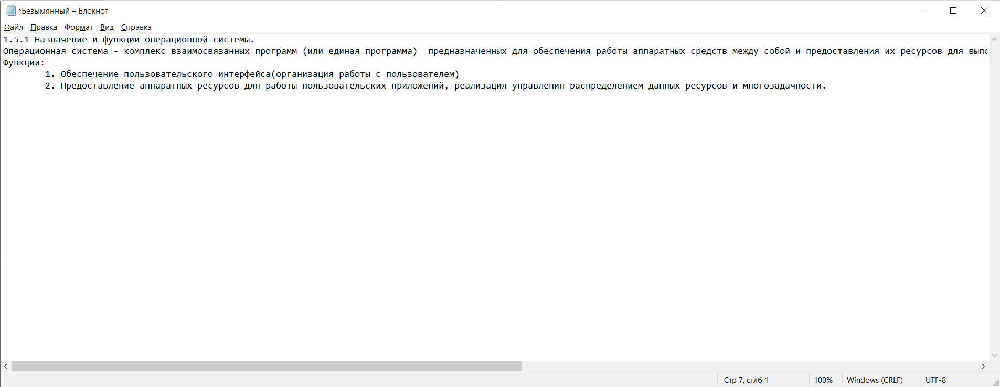 *Безымянный – Блокнот
Файл Правка Формат Вид Справка
1.5.1 Назначение и функции операционной системы.
Операционная система - комплекс взаимосвязанных программ (или единая программа)  предназначенных для обеспечения работы аппаратных средств между собой и предоставления их ресурсов для
Функции:
1. Обеспечение пользовательского интерфейса(организация работы с пользователем)
2. Предоставление аппаратных ресурсов для работы пользовательских приложений, реализация управления распределением данных ресурсов и многозадачности.
Стр 7, стлб 1 100% Windows (CRLF) UTF-8